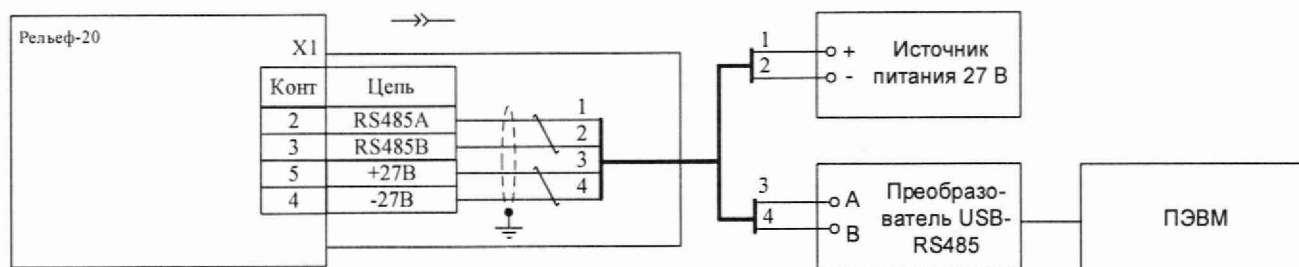 Рельеф-20
X1
Конт Цепь
2 RS485A 1
3 RS485B 2
5 +27В 3
4 -27В 4
1 +
2 -
Источник
питания 27 В
3 A
4 B
Преобразо-
ватель USB-
RS485
ПЭВМ